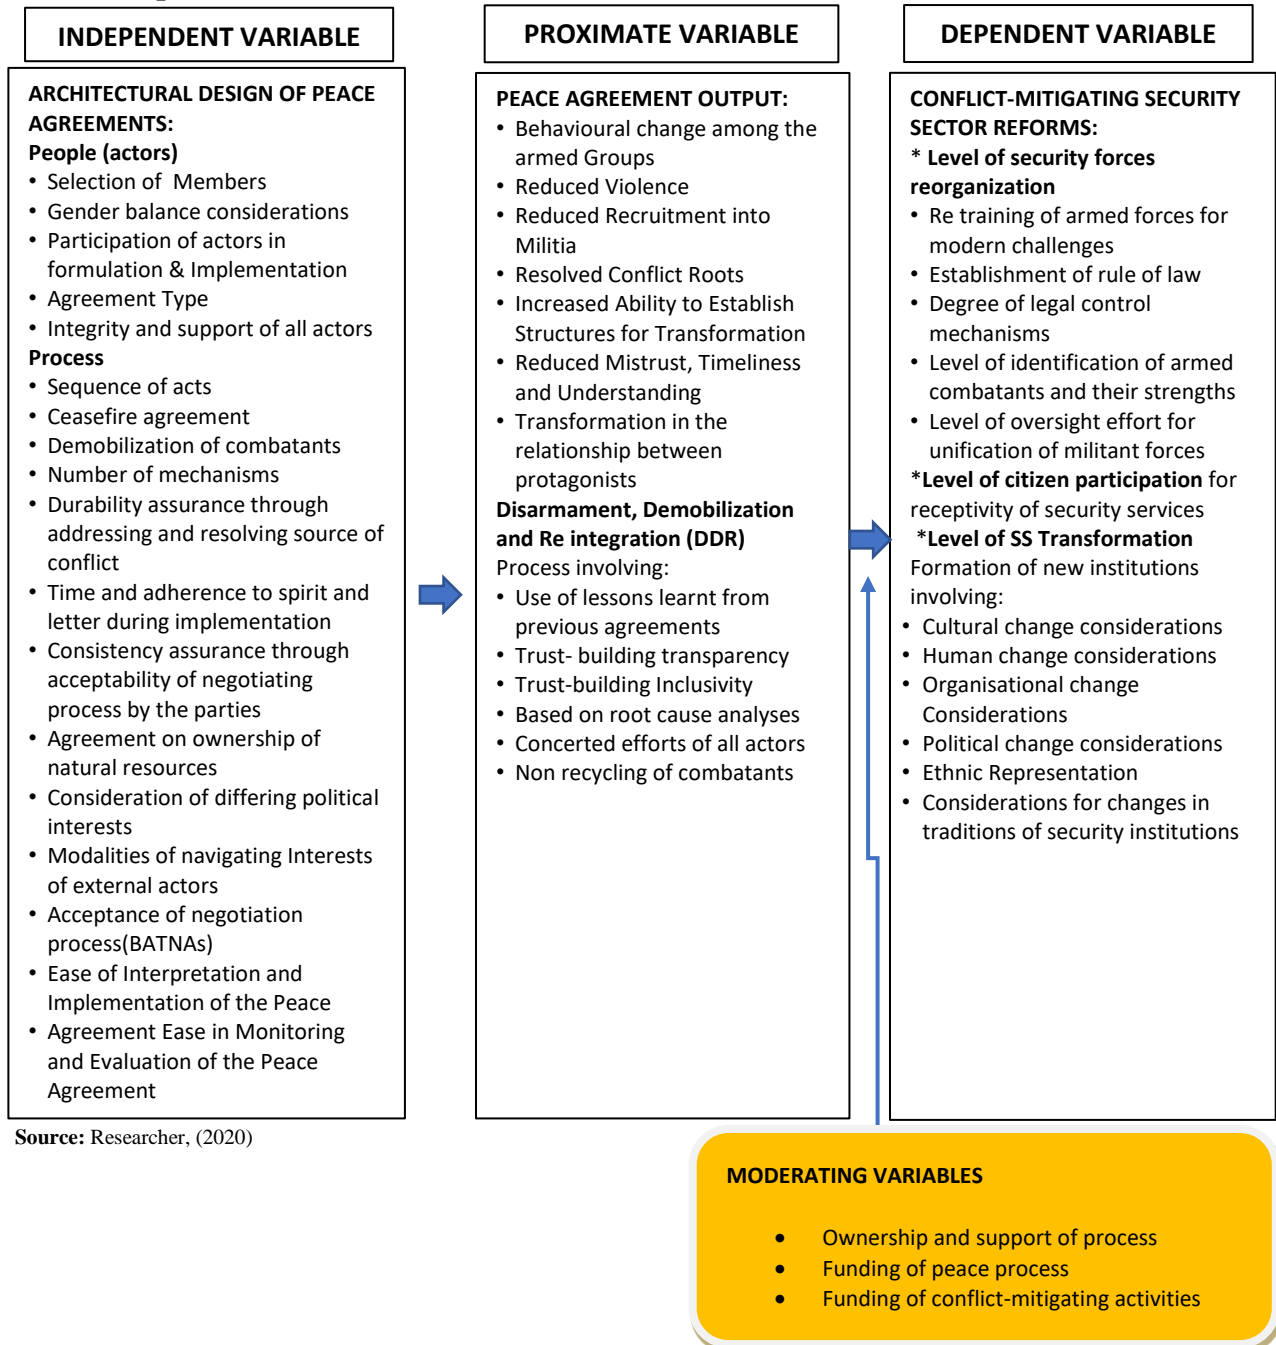 INDEPENDENT VARIABLE
ARCHITECTURAL DESIGN OF PEACE
AGREEMENTS:
People (actors)
• Selection of Members
• Gender balance considerations
• Participation of actors in
formulation & Implementation
• Agreement Type
• Integrity and support of all actors
Process
• Sequence of acts
• Ceasefire agreement
• Demobilization of combatants
• Number of mechanisms
• Durability assurance through
addressing and resolving source of
conflict
• Time and adherence to spirit and
letter during implementation
• Consistency assurance through
acceptability of negotiating
process by the parties
• Agreement on ownership of
natural resources
• Consideration of differing political
interests
• Modalities of navigating Interests
of external actors
• Acceptance of negotiation
process(BATNAs)
• Ease of Interpretation and
Implementation of the Peace
• Agreement Ease in Monitoring
and Evaluation of the Peace
Agreement
PROXIMATE VARIABLE
PEACE AGREEMENT OUTPUT:
• Behavioural change among the
armed Groups
• Reduced Violence
• Reduced Recruitment into
Militia
• Resolved Conflict Roots
• Increased Ability to Establish
Structures for Transformation
• Reduced Mistrust, Timeliness
and Understanding
• Transformation in the
relationship between
protagonists
Disarmament, Demobilization
and Re integration (DDR)
Process involving:
• Use of lessons learnt from
previous agreements
• Trust- building transparency
• Trust-building Inclusivity
• Based on root cause analyses
• Concerted efforts of all actors
• Non recycling of combatants
DEPENDENT VARIABLE
CONFLICT-MITIGATING SECURITY
SECTOR REFORMS:
* Level of security forces
reorganization
• Re training of armed forces for
modern challenges
• Establishment of rule of law
• Degree of legal control
mechanisms
• Level of identification of armed
combatants and their strengths
• Level of oversight effort for
unification of militant forces
*Level of citizen participation for
receptivity of security services
*Level of SS Transformation
Formation of new institutions
involving:
• Cultural change considerations
• Human change considerations
• Organisational change
Considerations
• Political change considerations
• Ethnic Representation
• Considerations for changes in
traditions of security institutions
Source: Researcher, (2020)
MODERATING VARIABLES
• Ownership and support of process
• Funding of peace process
• Funding of conflict-mitigating activities